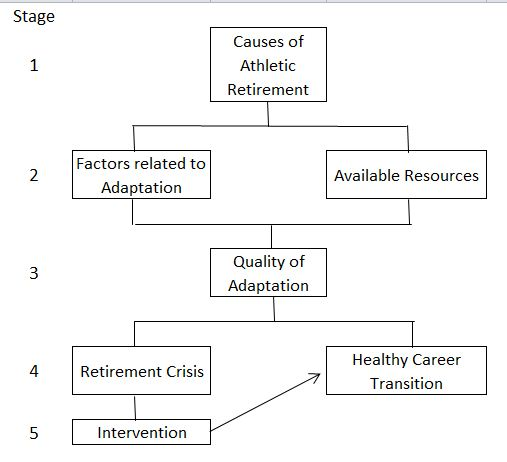 Stage
1
Causes of
Athletic
Retirement
2
Factors related to
Adaptation
Available Resources
3
Quality of
Adaptation
4
Retirement Crisis
Healthy Career
Transition
5
Intervention